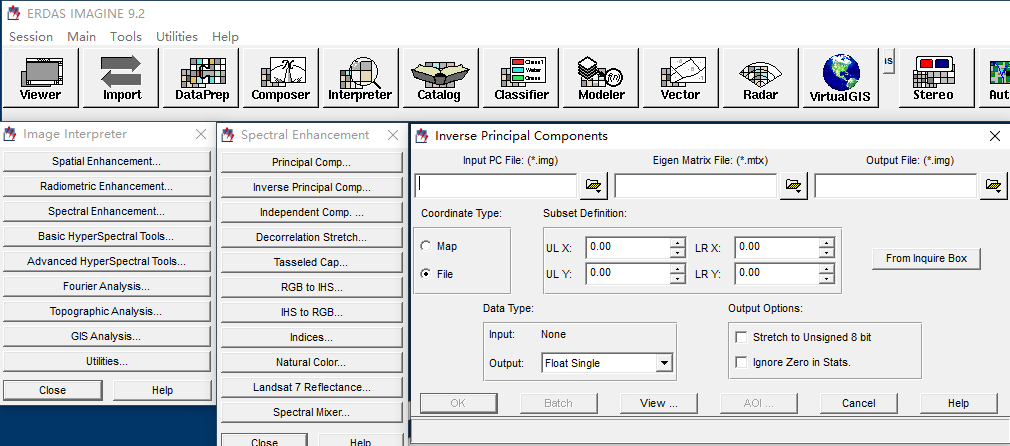 ERDAS IMAGINE 9.2
Session Main Tools Utilities Help
Viewer Import DataPrep Composer Interpreter Catalog Classifier Modeler Vector Radar VirtualGIS IS Stereo Aut
Class1
Water
Grass
f(n)
Image Interpreter
Spatial Enhancement...
Radiometric Enhancement...
Spectral Enhancement...
Basic HyperSpectral Tools...
Advanced HyperSpectral Tools...
Fourier Analysis...
Topographic Analysis...
GIS Analysis...
Utilities...
Close Help
Spectral Enhancement
Principal Comp...
Inverse Principal Comp...
Independent Comp. ...
Decorrelation Stretch...
Tasseled Cap...
RGB to IHS...
IHS to RGB...
Indices...
Natural Color...
Landsat 7 Reflectance...
Spectral Mixer...
Close Help
Inverse Principal Components
Input PC File: (*.img) Eigen Matrix File: (*.mtx) Output File: (*.img)
Coordinate Type: Subset Definition:
Map UL X: 0.00 LR X: 0.00
From Inquire Box
File UL Y: 0.00 LR Y: 0.00
Data Type: Output Options:
Input: None Stretch to Unsigned 8 bit
Output: Float Single Ignore Zero in Stats.
OK Batch View ... AOI ... Cancel Help